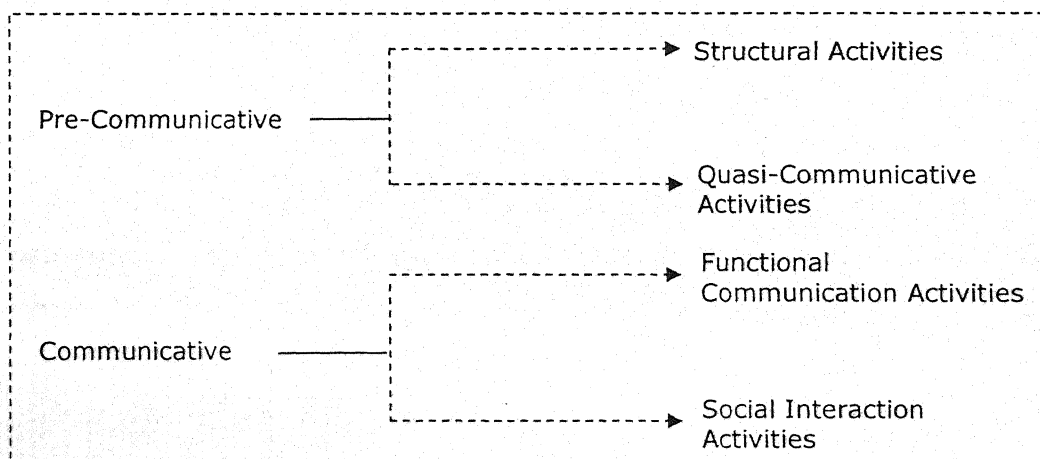 Structural Activities
Pre-Communicative
Quasi-Communicative
Activities
Functional
Communication Activities
Communicative
Social Interaction
Activities